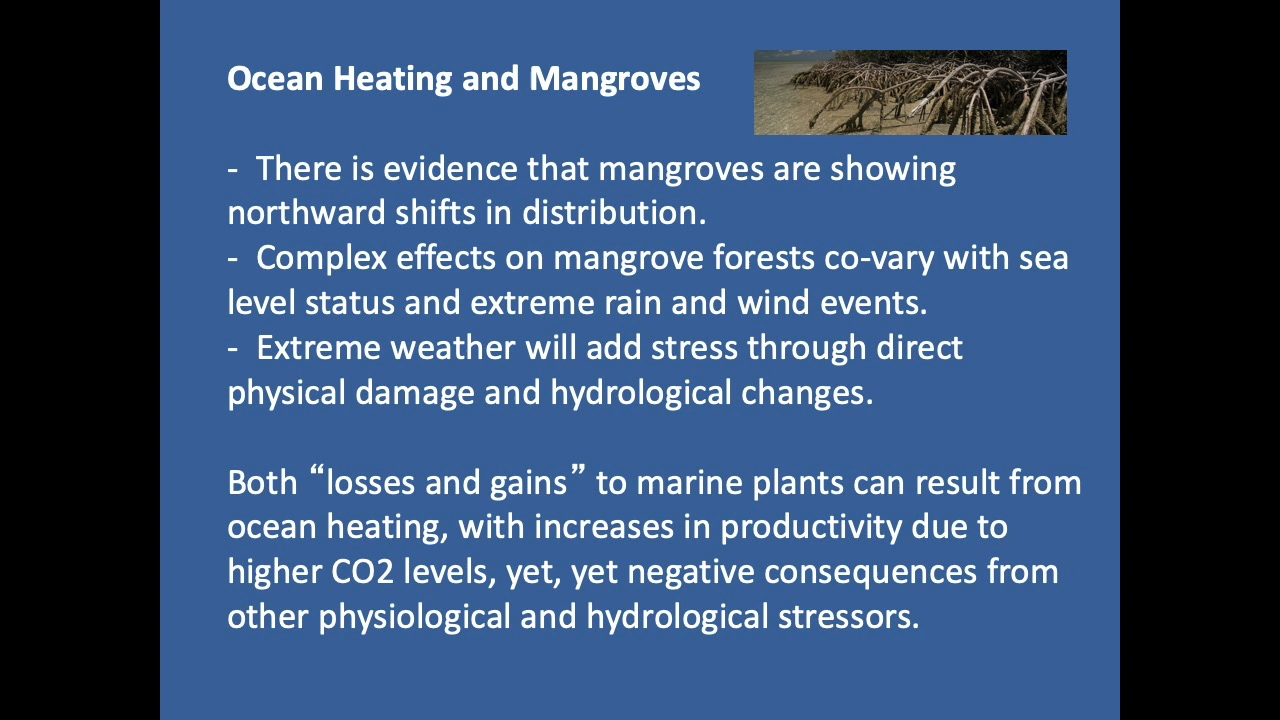 Ocean Heating and Mangroves
- There is evidence that mangroves are showing
northward shifts in distribution.
- Complex effects on mangrove forests co-vary with sea
level status and extreme rain and wind events.
- Extreme weather will add stress through direct
physical damage and hydrological changes.
Both “losses and gains” to marine plants can result from
ocean heating, with increases in productivity due to
higher CO2 levels, yet, yet negative consequences from
other physiological and hydrological stressors.